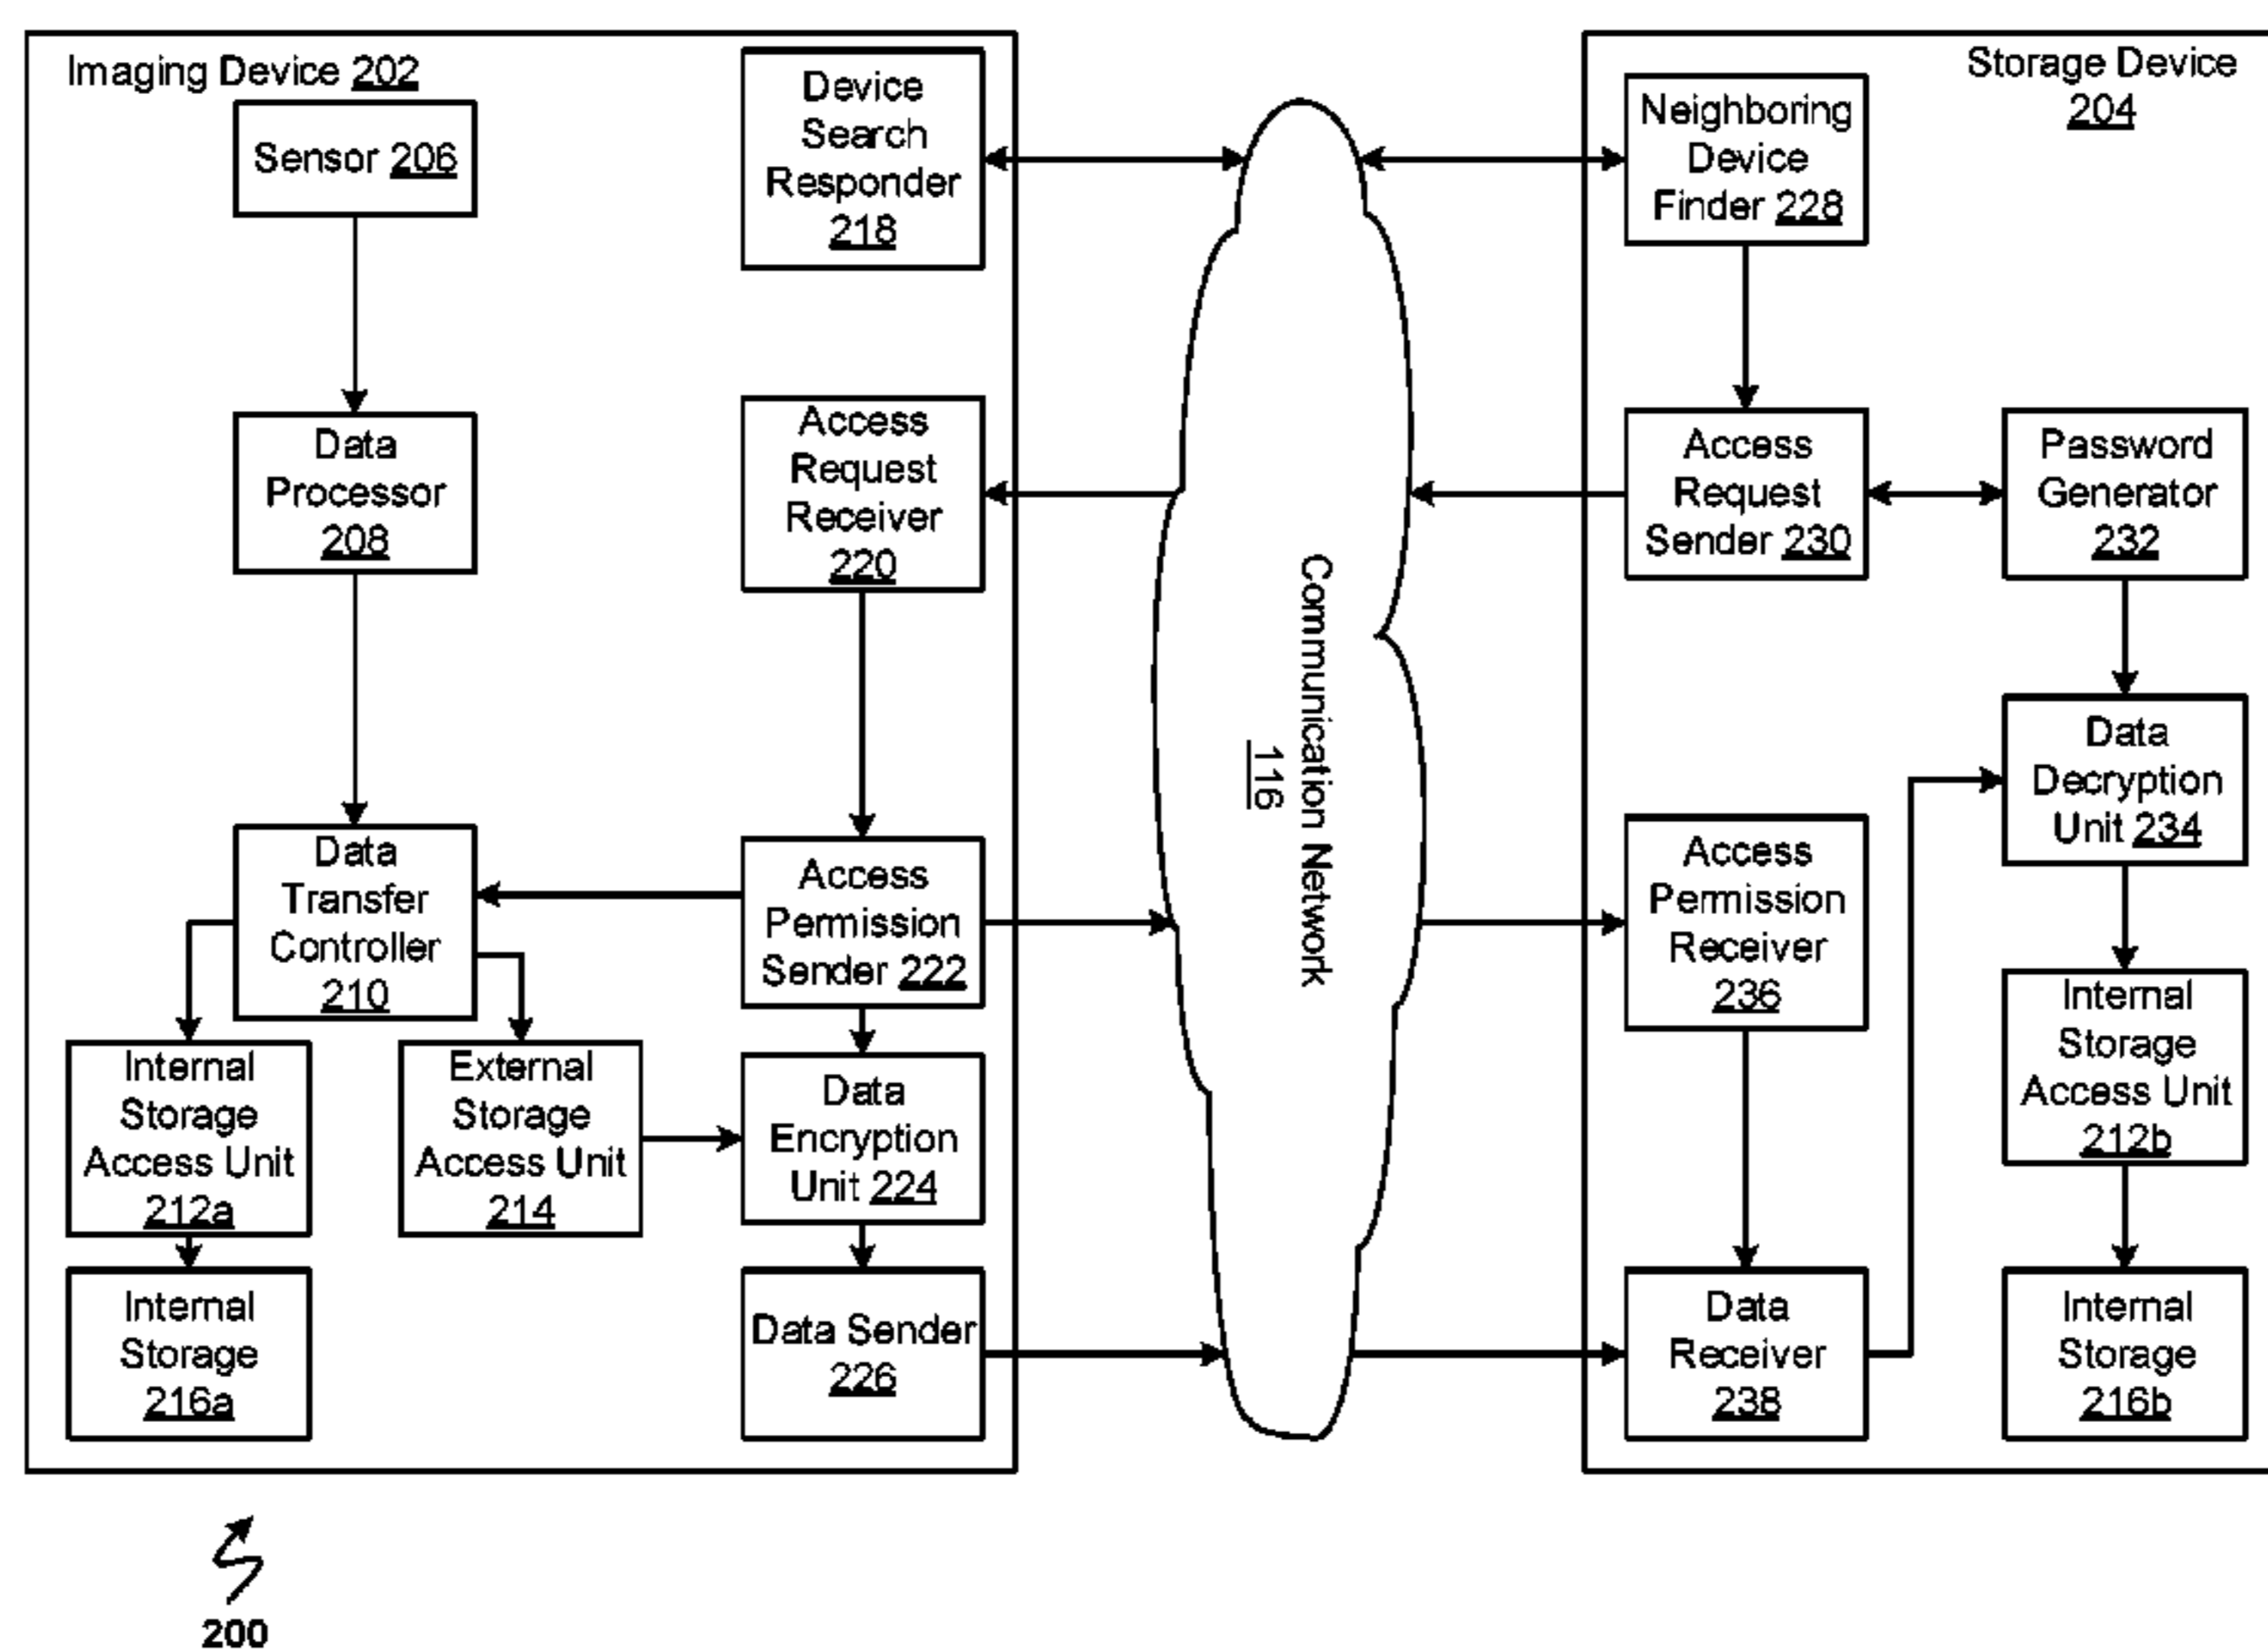 Imaging Device 202
Sensor 206
Data
Processor
208
Data
Transfer
Controller
210
Internal
Storage
Access Unit
212a
Internal
Storage
216a
External
Storage
Access Unit
214
Device
Search
Responder
218
Access
Request
Receiver
220
Access
Permission
Sender 222
Data
Encryption
Unit 224
Data Sender
226
Communication Network
116
Storage Device
204
Neighboring
Device
Finder 228
Access
Request
Sender 230
Password
Generator
232
Data
Decryption
Unit 234
Access
Permission
Receiver
236
Internal
Storage
Access Unit
212b
Data
Receiver
238
Internal
Storage
216b
200